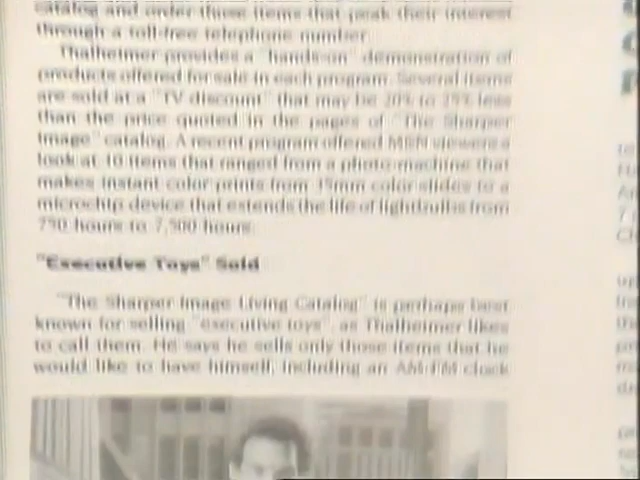 catalog and order those items that peak their interest
through a toll-free telephone number.
Thalheimer provides a "hands-on" demonstration of
products offered for sale in each program. Several items
are sold at a "TV discount" that may be 20% to 25% less
than the price quoted in the pages of "The Sharper
Image" catalog. A recent program offered MSN viewers a
look at 10 items that ranged from a photo machine that
makes instant color prints from 35mm color slides to a
microchip device that extends the life of lightbulbs from
750 hours to 7,500 hours.
"Executive Toys" Sold
"The Sharper Image Living Catalog" is perhaps best
known for selling "executive toys", as Thalheimer likes
to call them. He says he sells only those items that he
would like to have himself, including an AM/FM clock